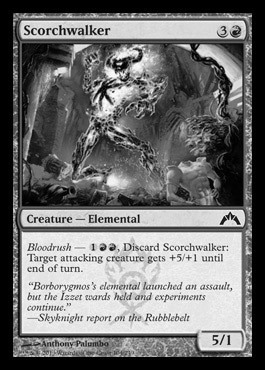 Scorchwalker 3
Creature — Elemental
Bloodrush — 1, Discard Scorchwalker:
Target attacking creature gets +5/+1 until
end of turn.
"Borborygmos's elemental launched an assault,
but the Izzet wards held and experiments
continue."
—Skyknight report on the Rubblebelt
5/1
Anthony Palumbo